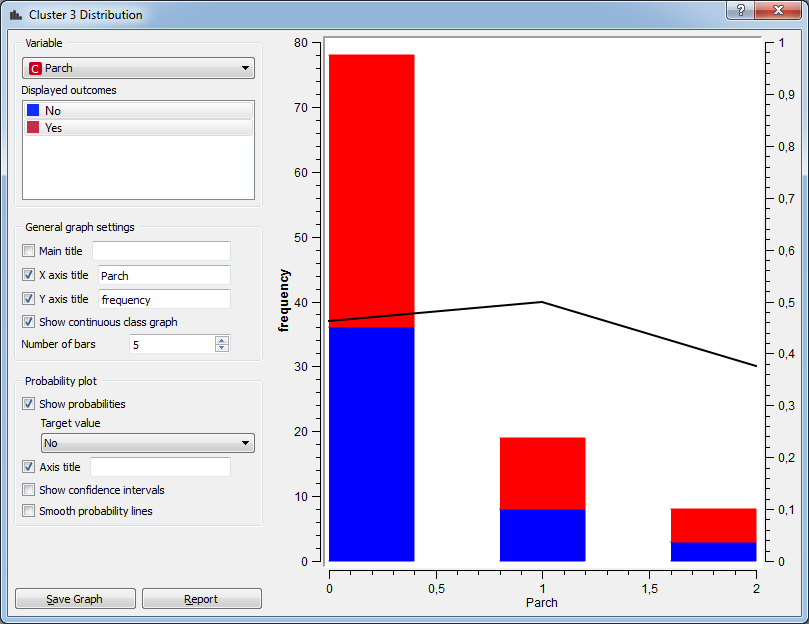 Cluster 3 Distribution
?
Variable
C Parch
Displayed outcomes
No
Yes
General graph settings
Main title
X axis title Parch
Y axis title frequency
Show continuous class graph
Number of bars 5
Probability plot
Show probabilities
Target value
No
Axis title
Show confidence intervals
Smooth probability lines
Save Graph Report
frequency
80
70
60
50
40
30
20
10
0
1
0,9
0,8
0,7
0,6
0,5
0,4
0,3
0,2
0,1
0
0 0,5 1 1,5 2
Parch